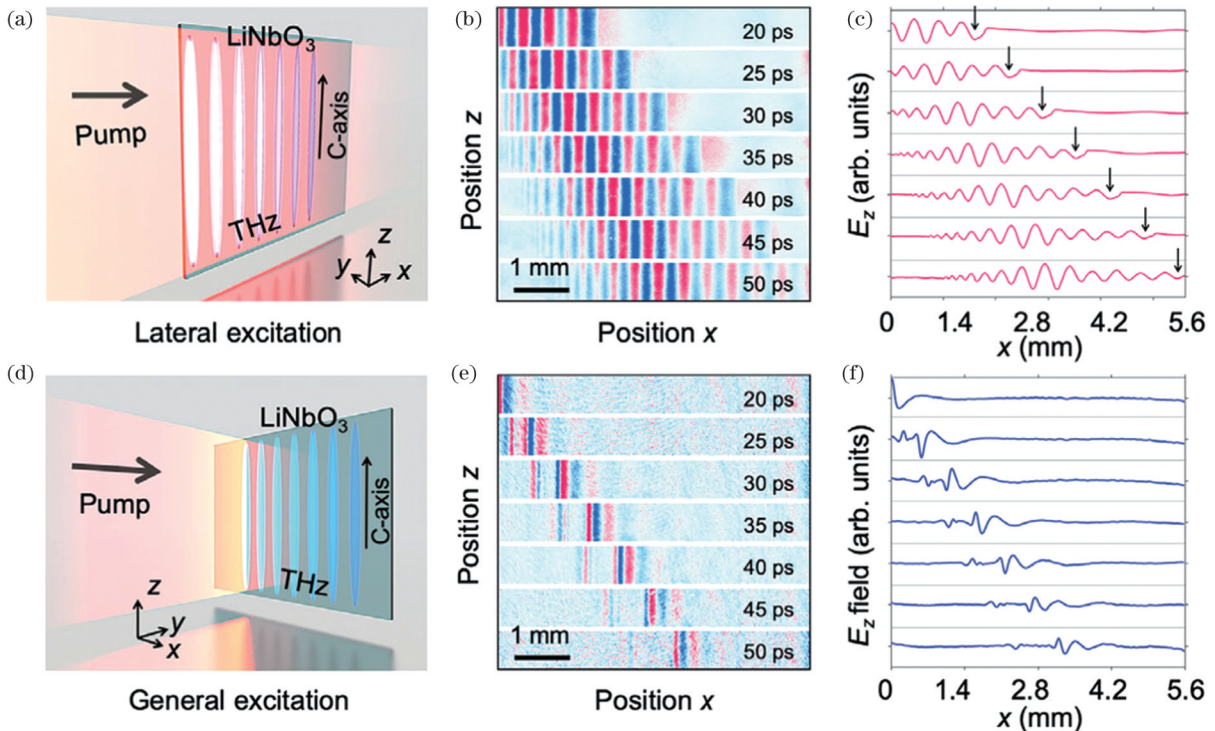 (a)
LiNbO3
Pump
C-axis
THz
z
y
x
Lateral excitation
(b)
Position z
20 ps
25 ps
30 ps
35 ps
40 ps
45 ps
50 ps
1 mm
Position x
(c)
Ez (arb. units)
0 1.4 2.8 4.2 5.6
x (mm)
(d)
LiNbO3
Pump
C-axis
THz
z
y
x
General excitation
(e)
Position z
20 ps
25 ps
30 ps
35 ps
40 ps
45 ps
50 ps
1 mm
Position x
(f)
Ez field (arb. units)
0 1.4 2.8 4.2 5.6
x (mm)